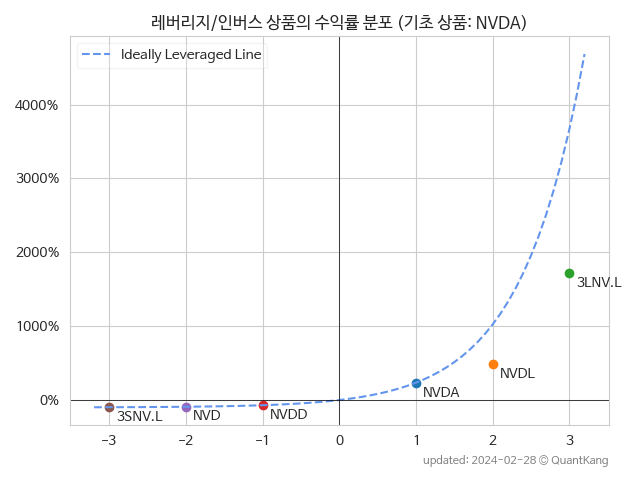 레버리지/인버스 상품의 수익률 분포 (기초 상품: NVDA)
Ideally Leveraged Line
4000%
3000%
2000%
1000%
0%
3LNV.L
NVDL
NVDA
NVDD
NVD
3SNV.L
−3
−2
−1
0
1
2
3
updated: 2024-02-28 © QuantKang